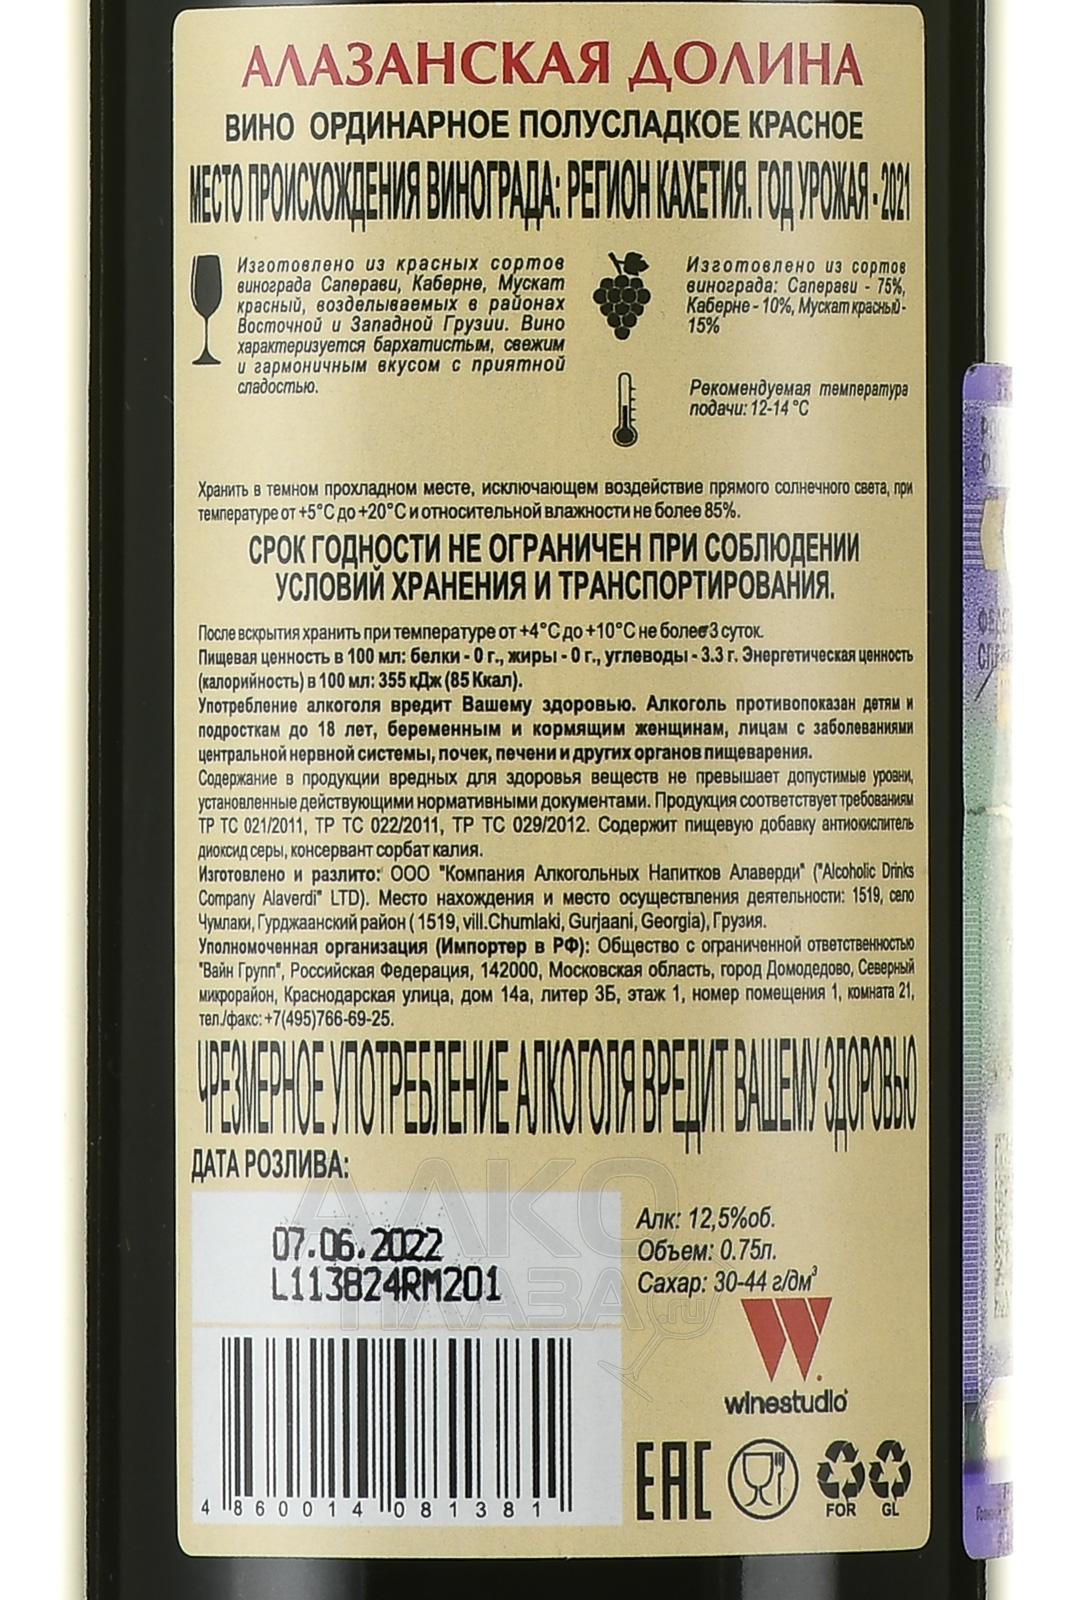 АЛАЗАНСКАЯ ДОЛИНА
ВИНО ОРДИНАРНОЕ ПОЛУСЛАДКОЕ КРАСНОЕ
МЕСТО ПРОИСХОЖДЕНИЯ ВИНОГРАДА: РЕГИОН КАХЕТИЯ. ГОД УРОЖАЯ - 2021
Изготовлено из красных сортов
винограда Саперави, Каберне, Мускат
красный, возделываемых в районах
Восточной и Западной Грузии. Вино
характеризуется бархатистым, свежим
и гармоничным вкусом с приятной
сладостью.
Изготовлено из сортов
винограда: Саперави - 75%,
Каберне - 10%, Мускат красный -
15%
Рекомендуемая температура
подачи: 12-14 °C
Хранить в темном прохладном месте, исключающем воздействие прямого солнечного света, при
температуре от +5°C до +20°C и относительной влажности не более 85%.
СРОК ГОДНОСТИ НЕ ОГРАНИЧЕН ПРИ СОБЛЮДЕНИИ
УСЛОВИЙ ХРАНЕНИЯ И ТРАНСПОРТИРОВАНИЯ.
После вскрытия хранить при температуре от +4°C до +10°C не более 3 суток.
Пищевая ценность в 100 мл: белки - 0 г., жиры - 0 г., углеводы - 3.3 г. Энергетическая ценность
(калорийность) в 100 мл: 355 кДж (85 Ккал).
Употребление алкоголя вредит Вашему здоровью. Алкоголь противопоказан детям и
подросткам до 18 лет, беременным и кормящим женщинам, лицам с заболеваниями
центральной нервной системы, почек, печени и других органов пищеварения.
Содержание в продукции вредных для здоровья веществ не превышает допустимые уровни,
установленные действующими нормативными документами. Продукция соответствует требованиям
ТР ТС 021/2011, ТР ТС 022/2011, ТР ТС 029/2012. Содержит пищевую добавку антиокислитель
диоксид серы, консервант сорбат калия.
Изготовлено и разлито: ООО "Компания Алкогольных Напитков Алаверди" ("Alcoholic Drinks
Company Alaverdi" LTD). Место нахождения и место осуществления деятельности: 1519, село
Чумлаки, Гурджаанский район ( 1519, vill.Chumlaki, Gurjaani, Georgia), Грузия.
Уполномоченная организация (Импортер в РФ): Общество с ограниченной ответственностью
"Вайн Групп", Российская Федерация, 142000, Московская область, город Домодедово, Северный
микрорайон, Краснодарская улица, дом 14а, литер 3Б, этаж 1, номер помещения 1, комната 21,
тел./факс: +7(495)766-69-25.
ЧРЕЗМЕРНОЕ УПОТРЕБЛЕНИЕ АЛКОГОЛЯ ВРЕДИТ ВАШЕМУ ЗДОРОВЬЮ
ДАТА РОЗЛИВА:
07.06.2022
L113824RM201
Алк: 12,5%об.
Объем: 0.75л.
Сахар: 30-44 г/дм³
W.
winestudio
4 860014 081381
EAC
FOR
GL
АЛКО
ПЛАЗА.ru